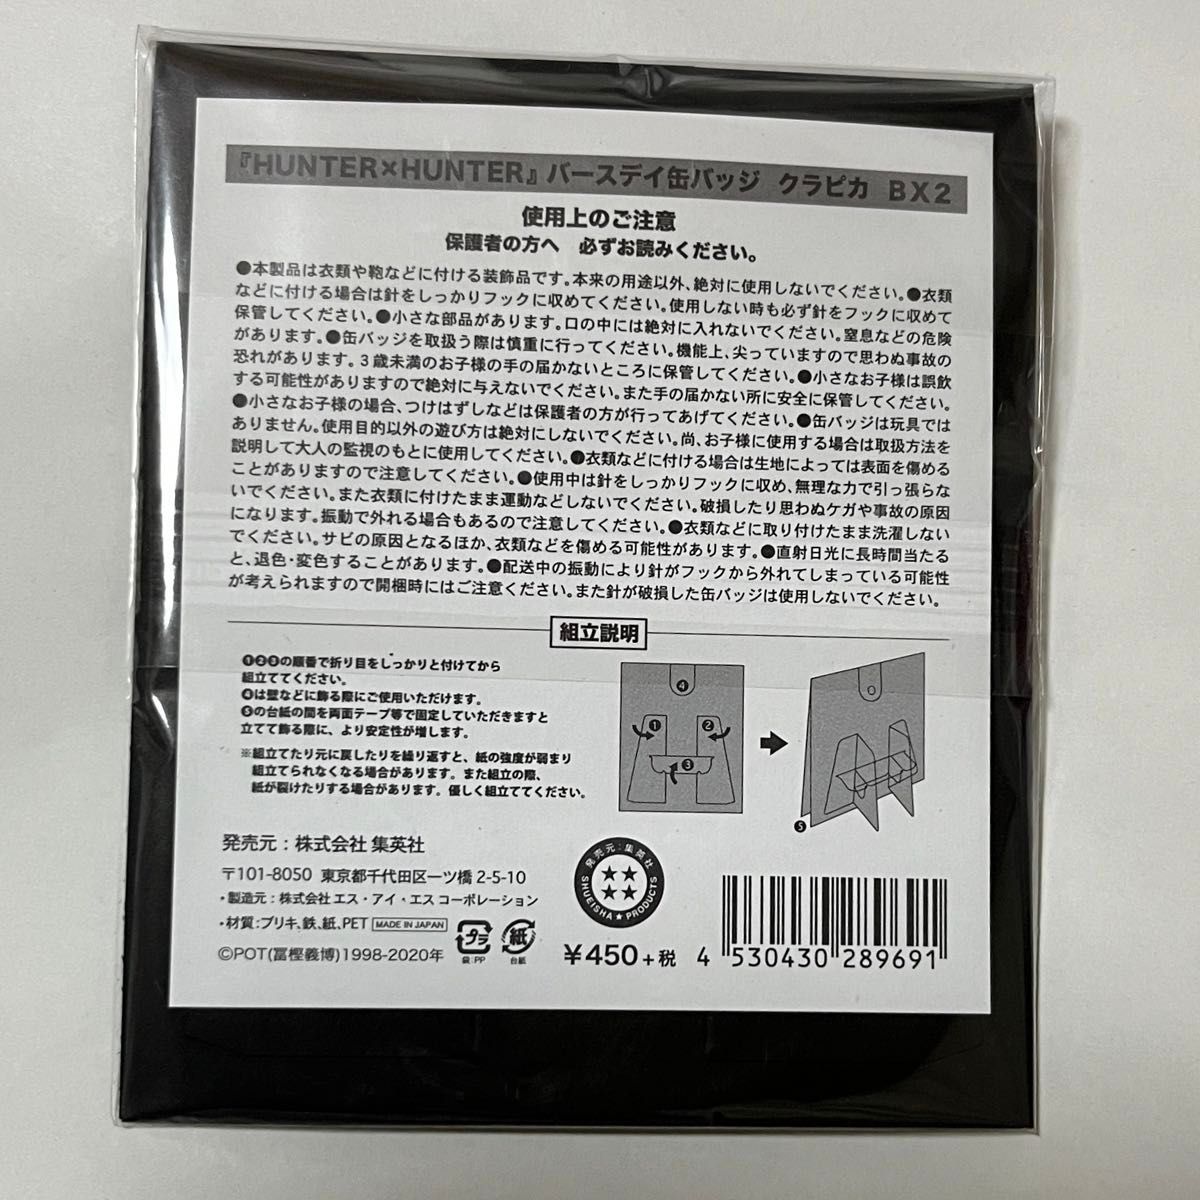 『HUNTER×HUNTER』バースデイ缶バッジ クラピカ BX2
使用上のご注意
保護者の方へ 必ずお読みください。
●本製品は衣類や鞄などに付ける装飾品です。本来の用途以外、絶対に使用しないでください。●衣類
などに付ける場合は針をしっかりフックに収めてください。使用しない時も必ず針をフックに収めて
保管してください。●小さな部品があります。口の中には絶対に入れないでください。窒息などの危険
があります。●缶バッジを取扱う際は慎重に行ってください。機能上、尖っていますので思わぬ事故の
恐れがあります。3歳未満のお子様の手の届かないところに保管してください。●小さなお子様は誤飲
する可能性がありますので絶対に与えないでください。また手の届かない所に安全に保管してください。
●小さなお子様の場合、つけはずしなどは保護者の方が行ってあげてください。●缶バッジは玩具では
ありません。使用目的以外の遊び方は絶対にしないでください。尚、お子様に使用する場合は取扱方法を
説明して大人の監視のもとに使用してください。●衣類などに付ける場合は生地によっては表面を傷める
ことがありますので注意してください。●使用中は針をしっかりフックに収め、無理な力で引っ張らな
いでください。また衣類に付けたまま運動などしないでください。破損したり思わぬケガや事故の原因
になります。振動で外れる場合もあるので注意してください。●衣類などに取り付けたまま洗濯しない
でください。サビの原因となるほか、衣類などを傷める可能性があります。●直射日光に長時間当たる
と、退色・変色することがあります。●配送中の振動により針がフックから外れてしまっている可能性
が考えられますので開梱時にはご注意ください。また針が破損した缶バッジは使用しないでください。
組立説明
❶❷❸の順番で折り目をしっかりと付けてから
組立ててください。
❹は壁などに飾る際にご使用いただけます。
❺の台紙の間を両面テープ等で固定していただきますと
立てて飾る際に、より安定性が増します。
※組立てたり元に戻したりを繰り返すと、紙の強度が弱まり
組立てられなくなる場合があります。また組立の際、
紙が裂けたりする場合があります。優しく組立ててください。
❹
❶ ❷
❸
❺
発売元：株式会社 集英社
〒101-8050 東京都千代田区一ツ橋 2-5-10
・製造元：株式会社 エス・アイ・エス コーポレーション
・材質：ブリキ、鉄、紙、PET MADE IN JAPAN
©POT(冨樫義博)1998-2020年
プラ
袋:PP
紙
台紙
発売元：集英社
SHUEISHA★PRODUCTS
¥450+税
4 530430 289691